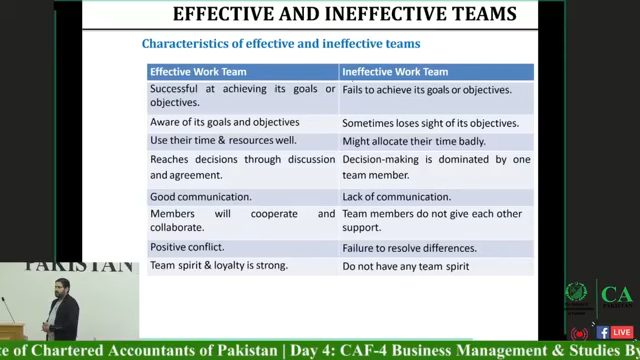 EFFECTIVE AND INEFFECTIVE TEAMS
Characteristics of effective and ineffective teams
Effective Work Team
Ineffective Work Team
Successful at achieving its goals or
objectives.
Fails to achieve its goals or objectives.
Aware of its goals and objectives
Sometimes loses sight of its objectives.
Use their time & resources well.
Might allocate their time badly.
Reaches decisions through discussion
and agreement.
Decision-making is dominated by one
team member.
Good communication.
Lack of communication.
Members will cooperate and
collaborate.
Team members do not give each other
support.
Positive conflict.
Failure to resolve differences.
Team spirit & loyalty is strong.
Do not have any team spirit
PAKISTAN
CA
PAKISTAN
LIVE
te of Chartered Accountants of Pakistan | Day 4: CAF-4 Business Management & Studies By